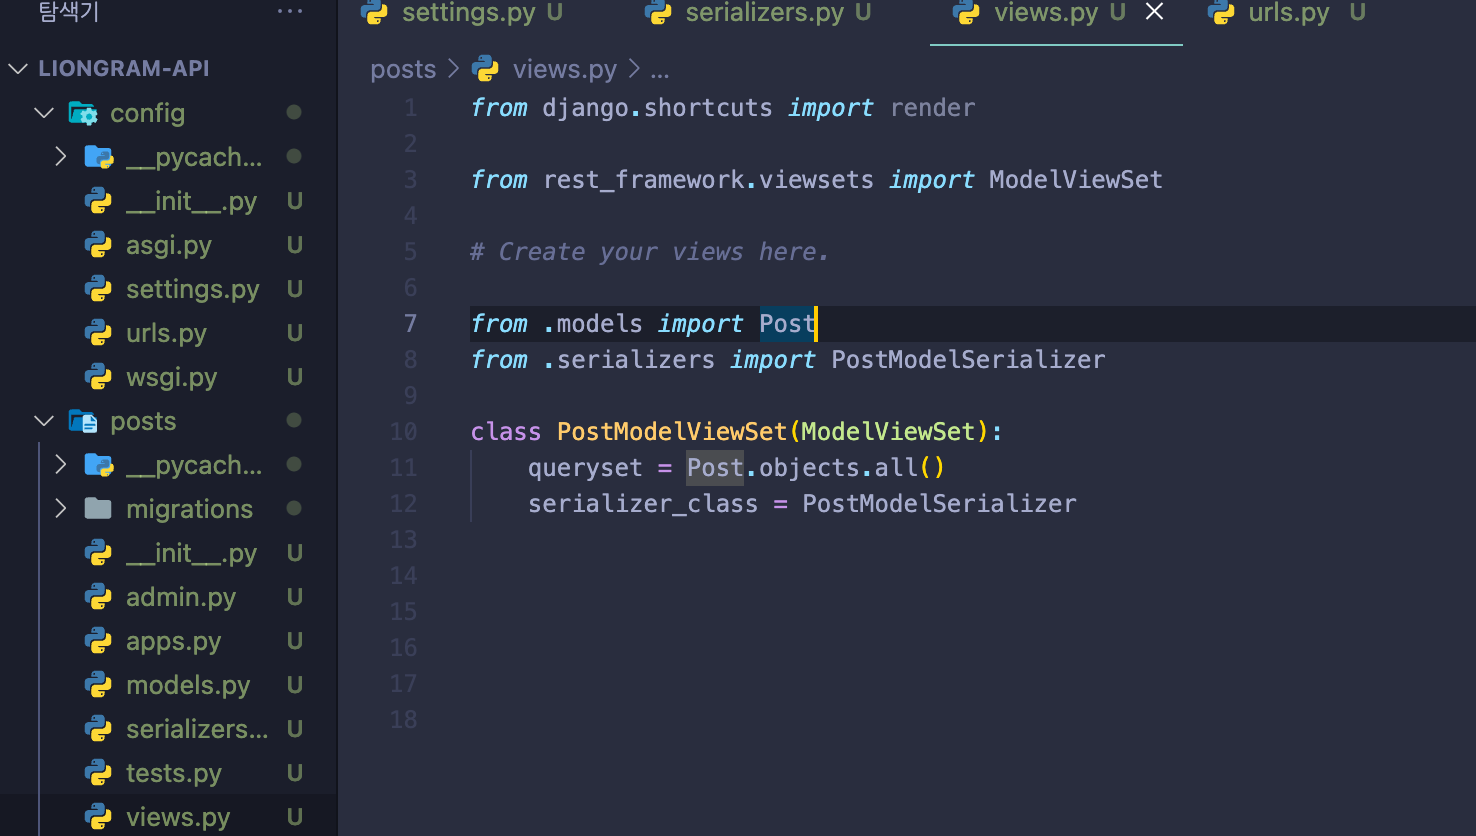 탐색기 ···
settings.py U serializers.py U views.py U urls.py U
LIONGRAM-API
posts > views.py > ...
config
__pycach...
__init__.py U
asgi.py U
settings.py U
urls.py U
wsgi.py U
posts
__pycach...
migrations
__init__.py U
admin.py U
apps.py U
models.py U
serializers... U
tests.py U
views.py U
1 from django.shortcuts import render
2
3 from rest_framework.viewsets import ModelViewSet
4
5 # Create your views here.
6
7 from .models import Post
8 from .serializers import PostModelSerializer
9
10 class PostModelViewSet(ModelViewSet):
11     queryset = Post.objects.all()
12     serializer_class = PostModelSerializer
13
14
15
16
17
18